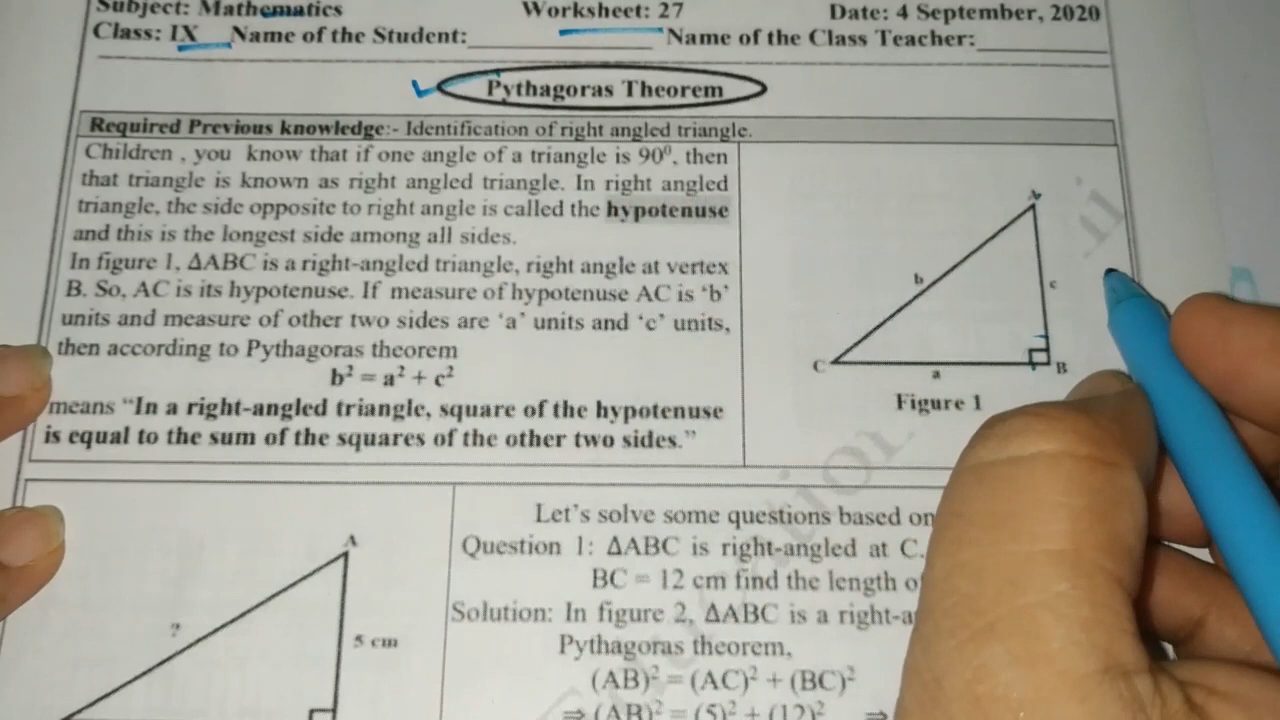 Subject: Mathematics Worksheet: 27 Date: 4 September, 2020
Class: IX Name of the Student: Name of the Class Teacher:
Pythagoras Theorem
Required Previous knowledge:- Identification of right angled triangle.
Children , you know that if one angle of a triangle is 90⁰, then
that triangle is known as right angled triangle. In right angled
triangle, the side opposite to right angle is called the hypotenuse
and this is the longest side among all sides.
In figure 1, ΔABC is a right-angled triangle, right angle at vertex
B. So, AC is its hypotenuse. If measure of hypotenuse AC is ‘b’
units and measure of other two sides are ‘a’ units and ‘c’ units,
then according to Pythagoras theorem
b² = a² + c²
means “In a right-angled triangle, square of the hypotenuse
is equal to the sum of the squares of the other two sides.”
A
b
c
C
B
a
Figure 1
A
?
5 cm
Let’s solve some questions based on
Question 1: ΔABC is right-angled at C.
BC = 12 cm find the length
Solution: In figure 2, ΔABC is a
Pythagoras theorem,
(AB)² = (AC)² + (BC)²
⇒ (AB)² = (5)² + (12)² ⇒